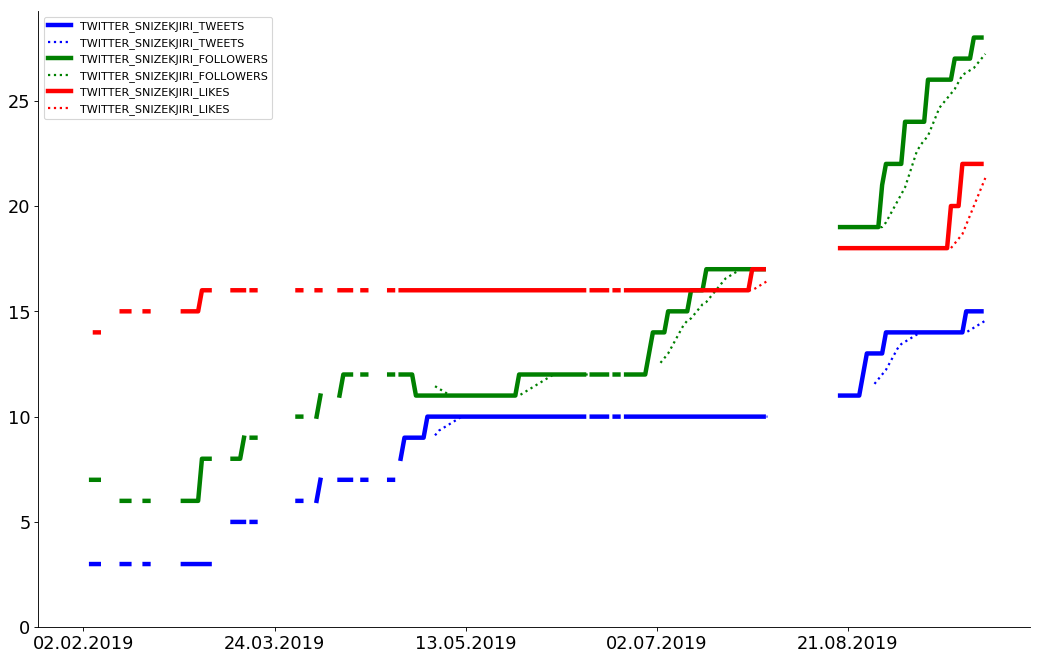 TWITTER_SNIZEKJIRI_TWEETS
TWITTER_SNIZEKJIRI_TWEETS
TWITTER_SNIZEKJIRI_FOLLOWERS
TWITTER_SNIZEKJIRI_FOLLOWERS
TWITTER_SNIZEKJIRI_LIKES
TWITTER_SNIZEKJIRI_LIKES
25
20
15
10
5
0
02.02.2019 24.03.2019 13.05.2019 02.07.2019 21.08.2019